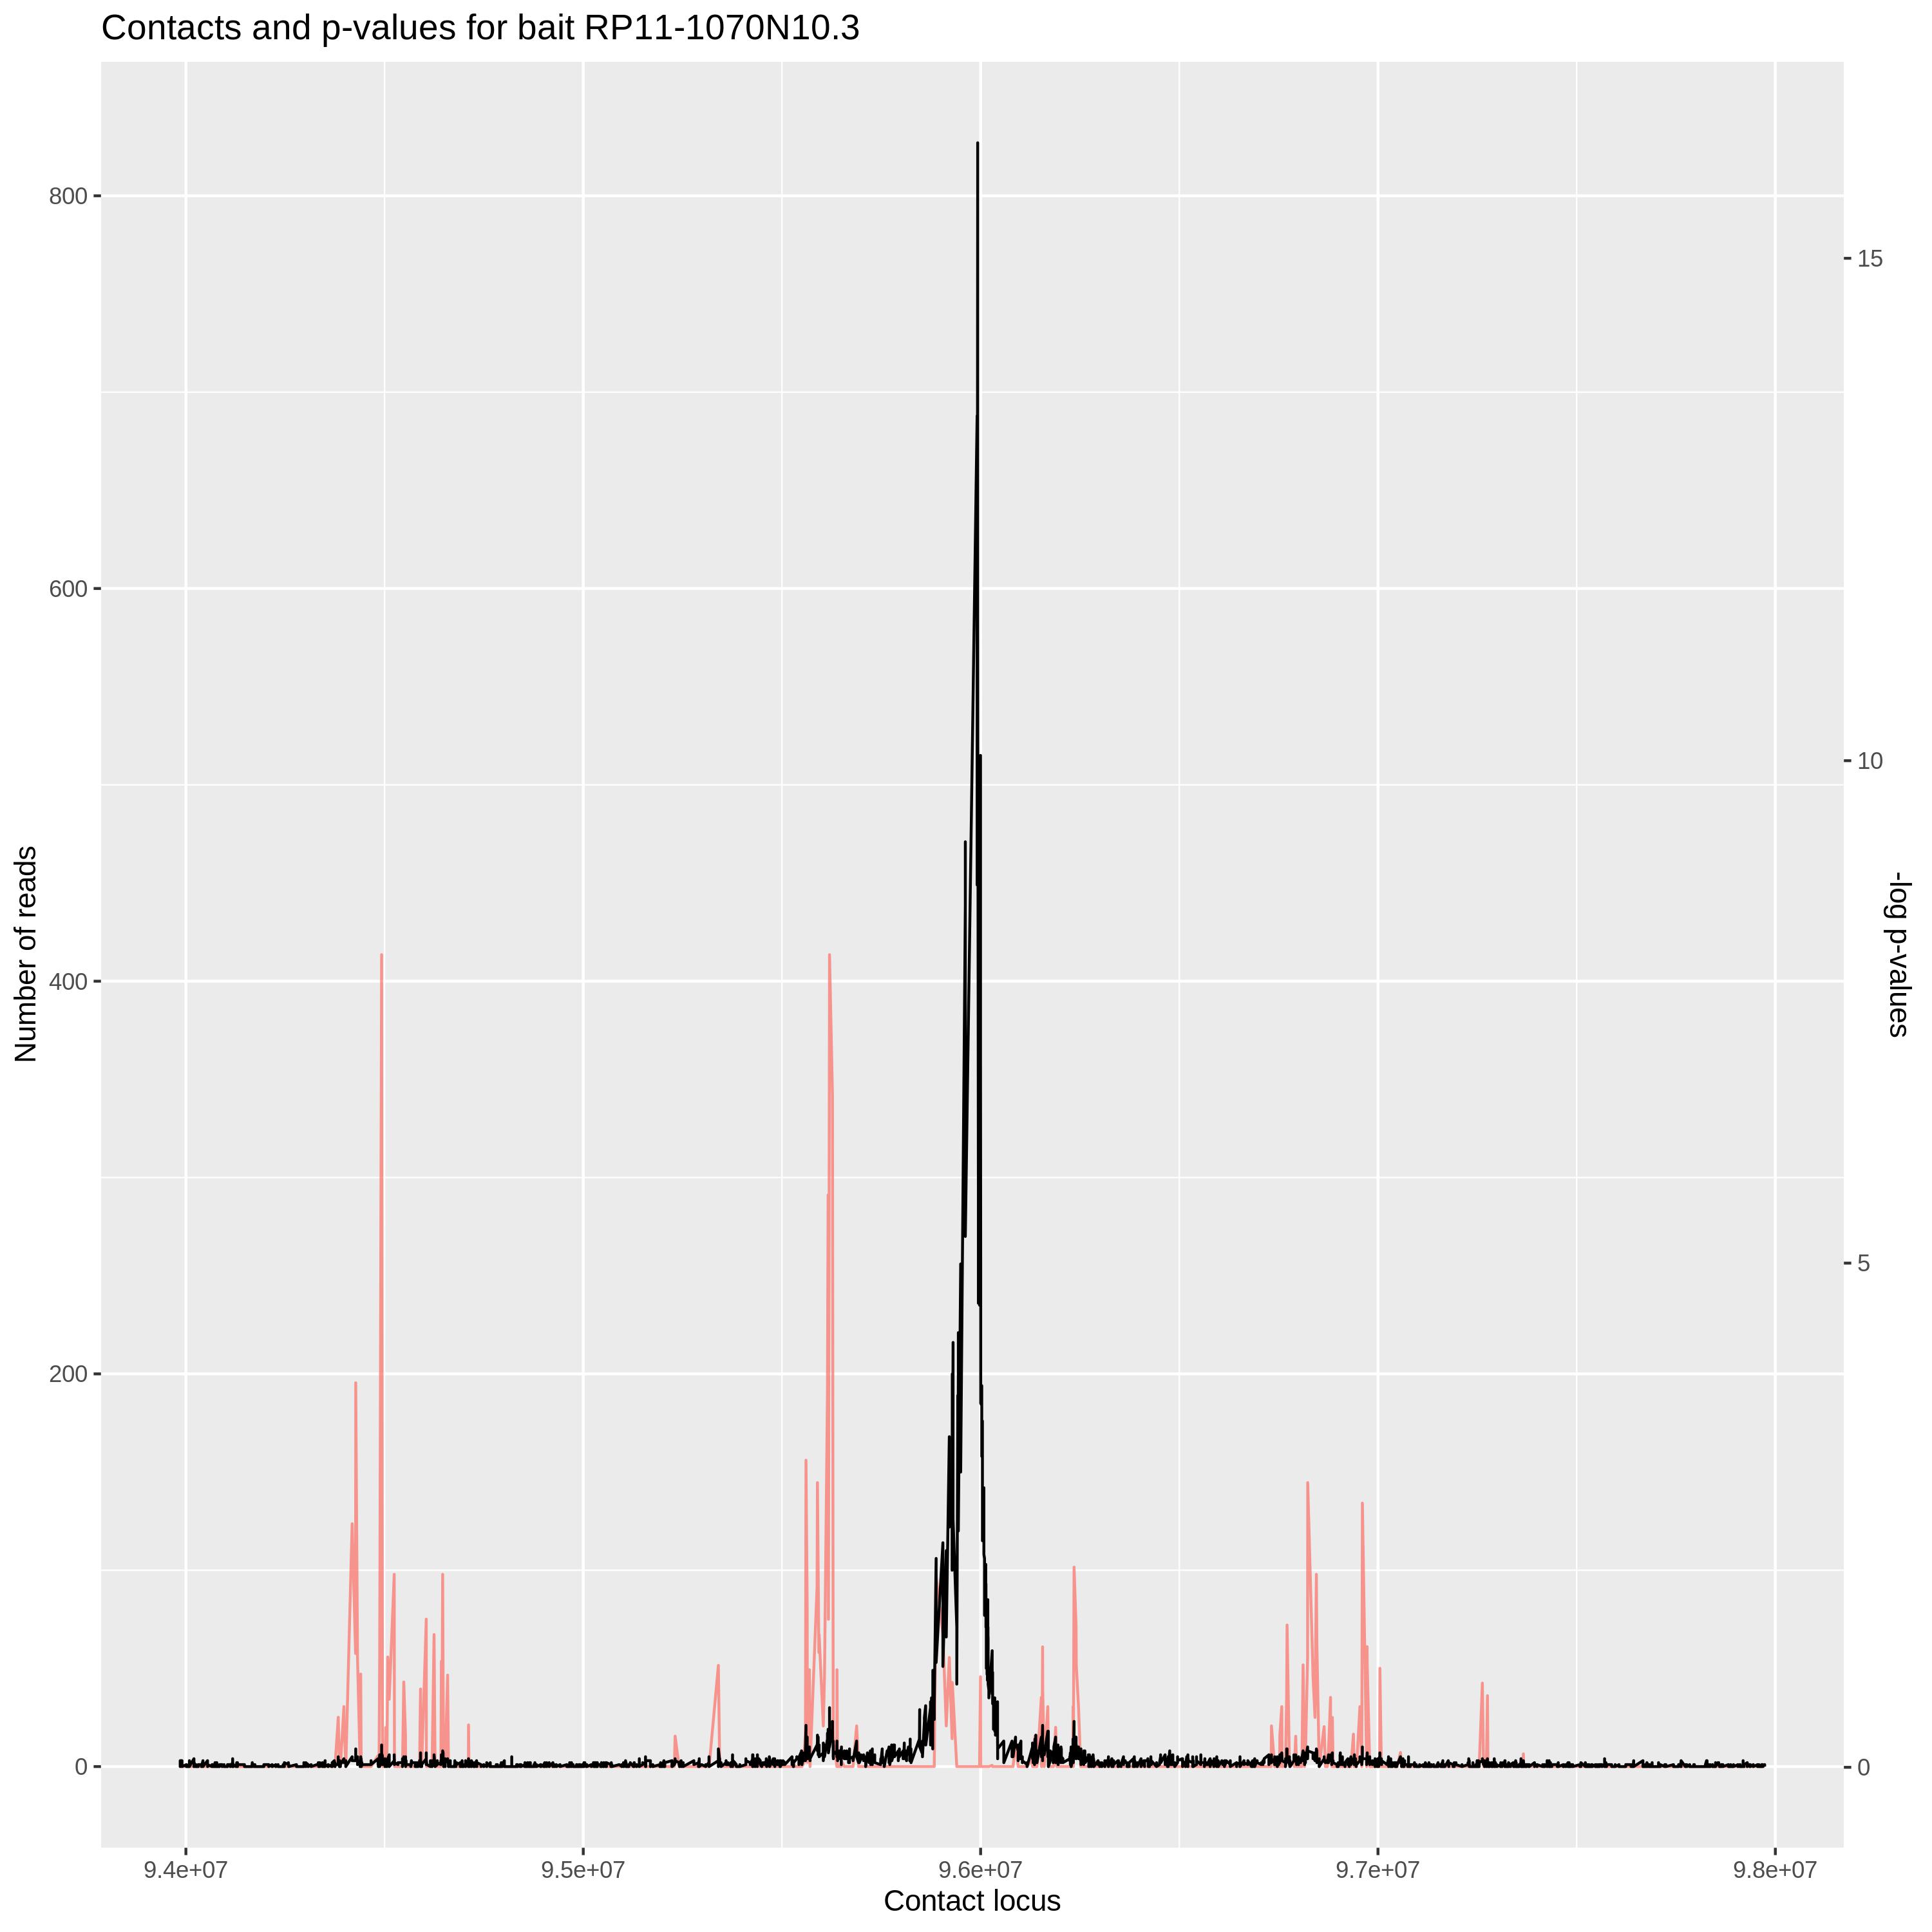 Contacts and p-values for bait RP11-1070N10.3
800
600
400
200
0
Number of reads
15
10
5
0
-log p-values
9.4e+07
9.5e+07
9.6e+07
9.7e+07
9.8e+07
Contact locus